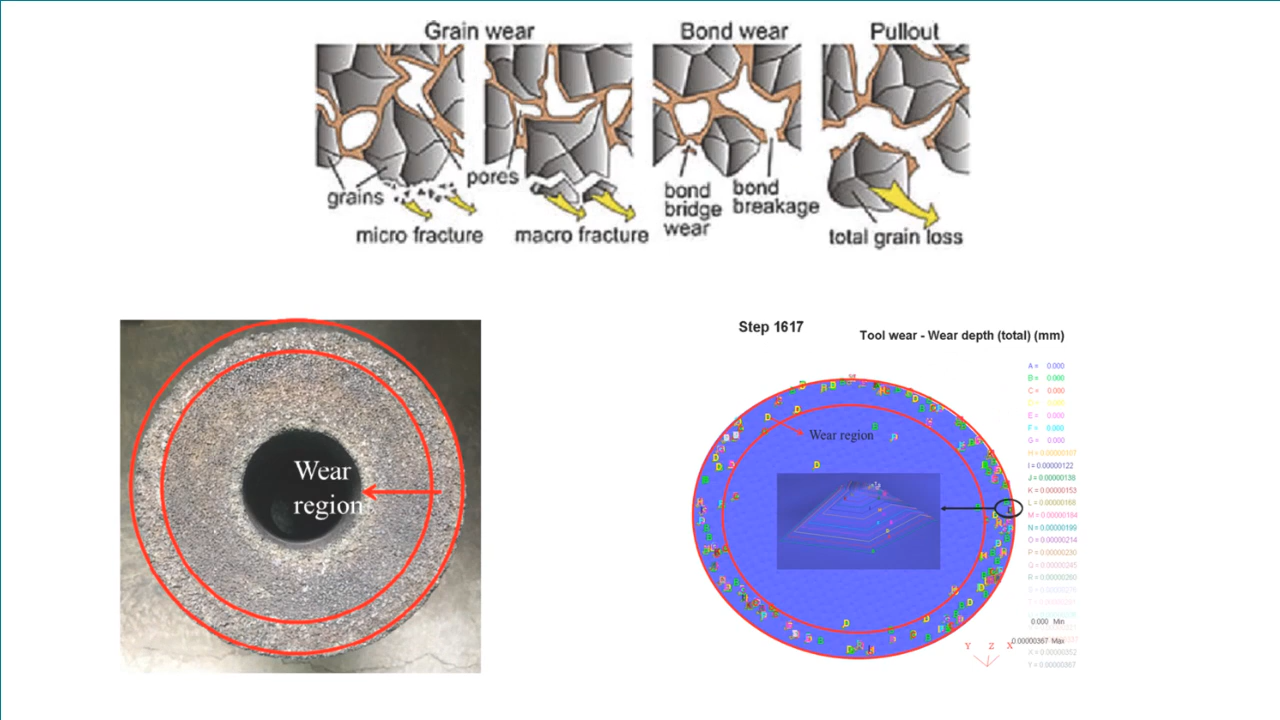 Grain wear
Bond wear
Pullout
grains
pores
bond
bridge
wear
bond
breakage
micro fracture
macro fracture
total grain loss
Wear
region
Step 1617
Tool wear - Wear depth (total) (mm)
Wear region
A = 0.000
B = 0.000
C = 0.000
E = 0.000
F = 0.000
G = 0.000
H = 0.00000107
I = 0.00000122
J = 0.00000138
K = 0.00000153
L = 0.00000168
M = 0.00000184
N = 0.00000199
O = 0.00000214
P = 0.00000230
Q = 0.00000245
R = 0.00000260
0.000 Min
0.00000367 Max
X = 0.00000352
Y = 0.00000367
Y Z X